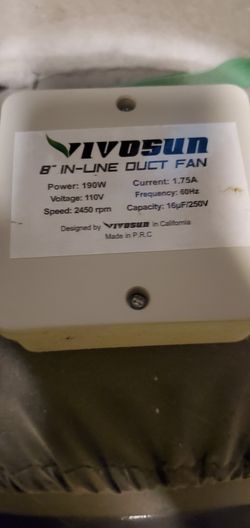 VIVOSUN
8" IN-LINE DUCT FAN
Power: 190W Current: 1.75A
Voltage: 110V Frequency: 60Hz
Speed: 2450 rpm Capacity: 16μF/250V
Designed by VIVOSUN in California
Made in P.R.C